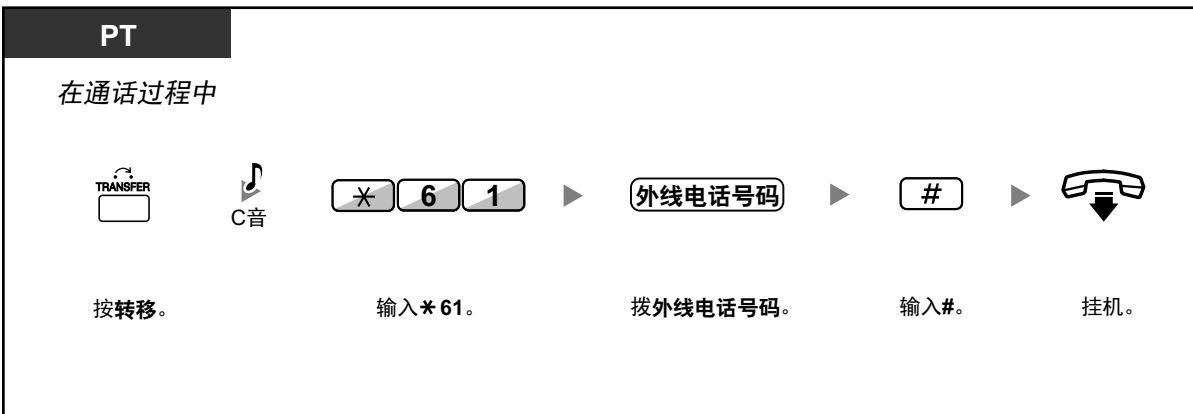 PT
在通话过程中
TRANSFER
C音
* 6 1
外线电话号码
#
按转移。
输入*61。
拨外线电话号码。
输入#。
挂机。